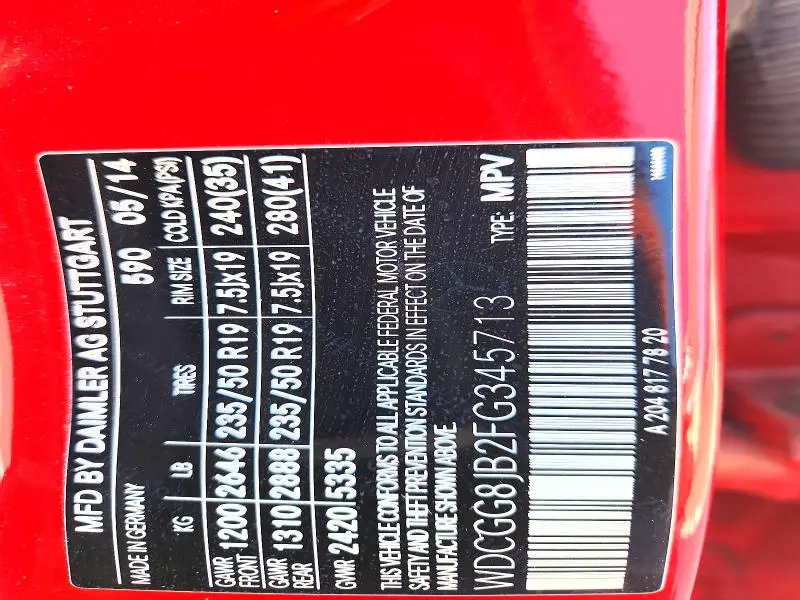 MFD BY DAIMLER AG STUTTGART
MADE IN GERMANY 590 05/14
KG LB TIRES RIM SIZE COLD KPA(PSI)
GAWR FRONT 1200 2646 235/50 R19 7.5Jx19 240(35)
GAWR REAR 1310 2888 235/50 R19 7.5Jx19 280(41)
GVWR 2420 5335
THIS VEHICLE CONFORMS TO ALL APPLICABLE FEDERAL MOTOR VEHICLE
SAFETY AND THEFT PREVENTION STANDARDS IN EFFECT ON THE DATE OF
MANUFACTURE SHOWN ABOVE.
WDCGG8JB2FG345713 TYPE: MPV
A 204 817 78 20